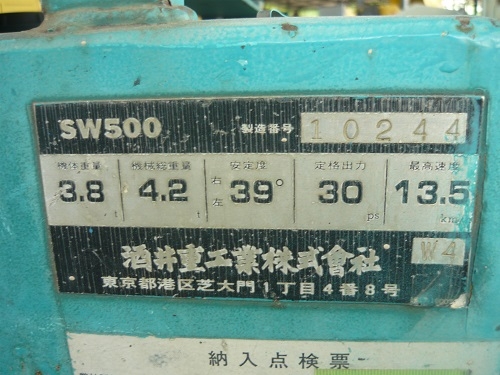 SW500 製造番号 10244
機体重量 機械総重量 安定度 定格出力 最高速度
3.8 t 4.2 t 右左 39° 30 ps 13.5 km
酒井重工業株式會社 W4
東京都港区芝大門1丁目4番8号
納入点検票